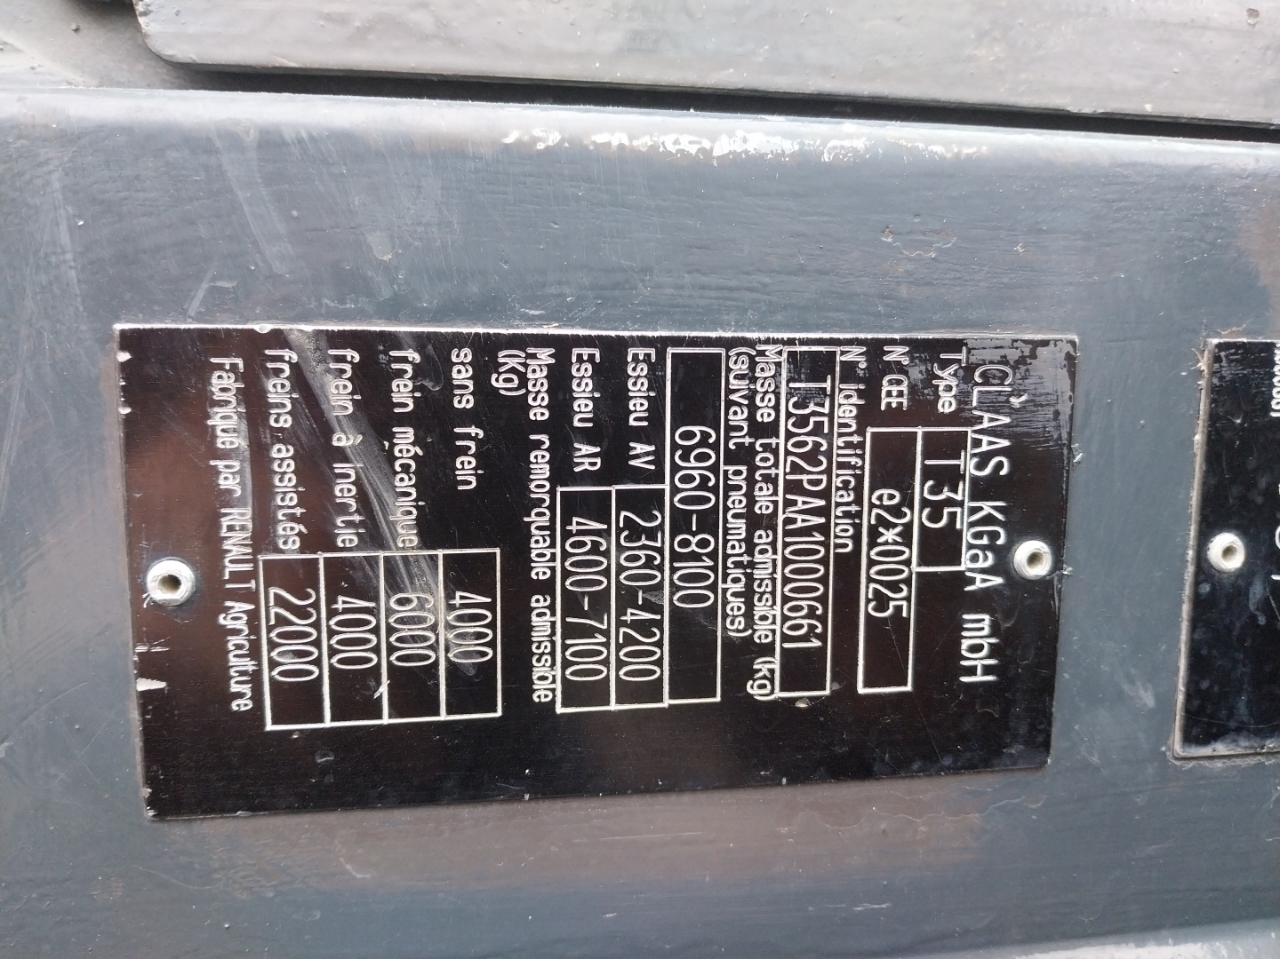 CLAAS KGaA mbH
Type T35
N° CEE e2*0025
N° identification
T3562PAA1000661
Masse totale admissible (kg)
(suivant pneumatiques)
6960-8100
Essieu AV 2360-4200
Essieu AR 4600-7100
Masse remorquable admissible
(Kg)
sans frein 4000
frein mécanique 6000
frein à inertie 4000
freins assistés 22000
Fabriqué par RENAULT Agriculture